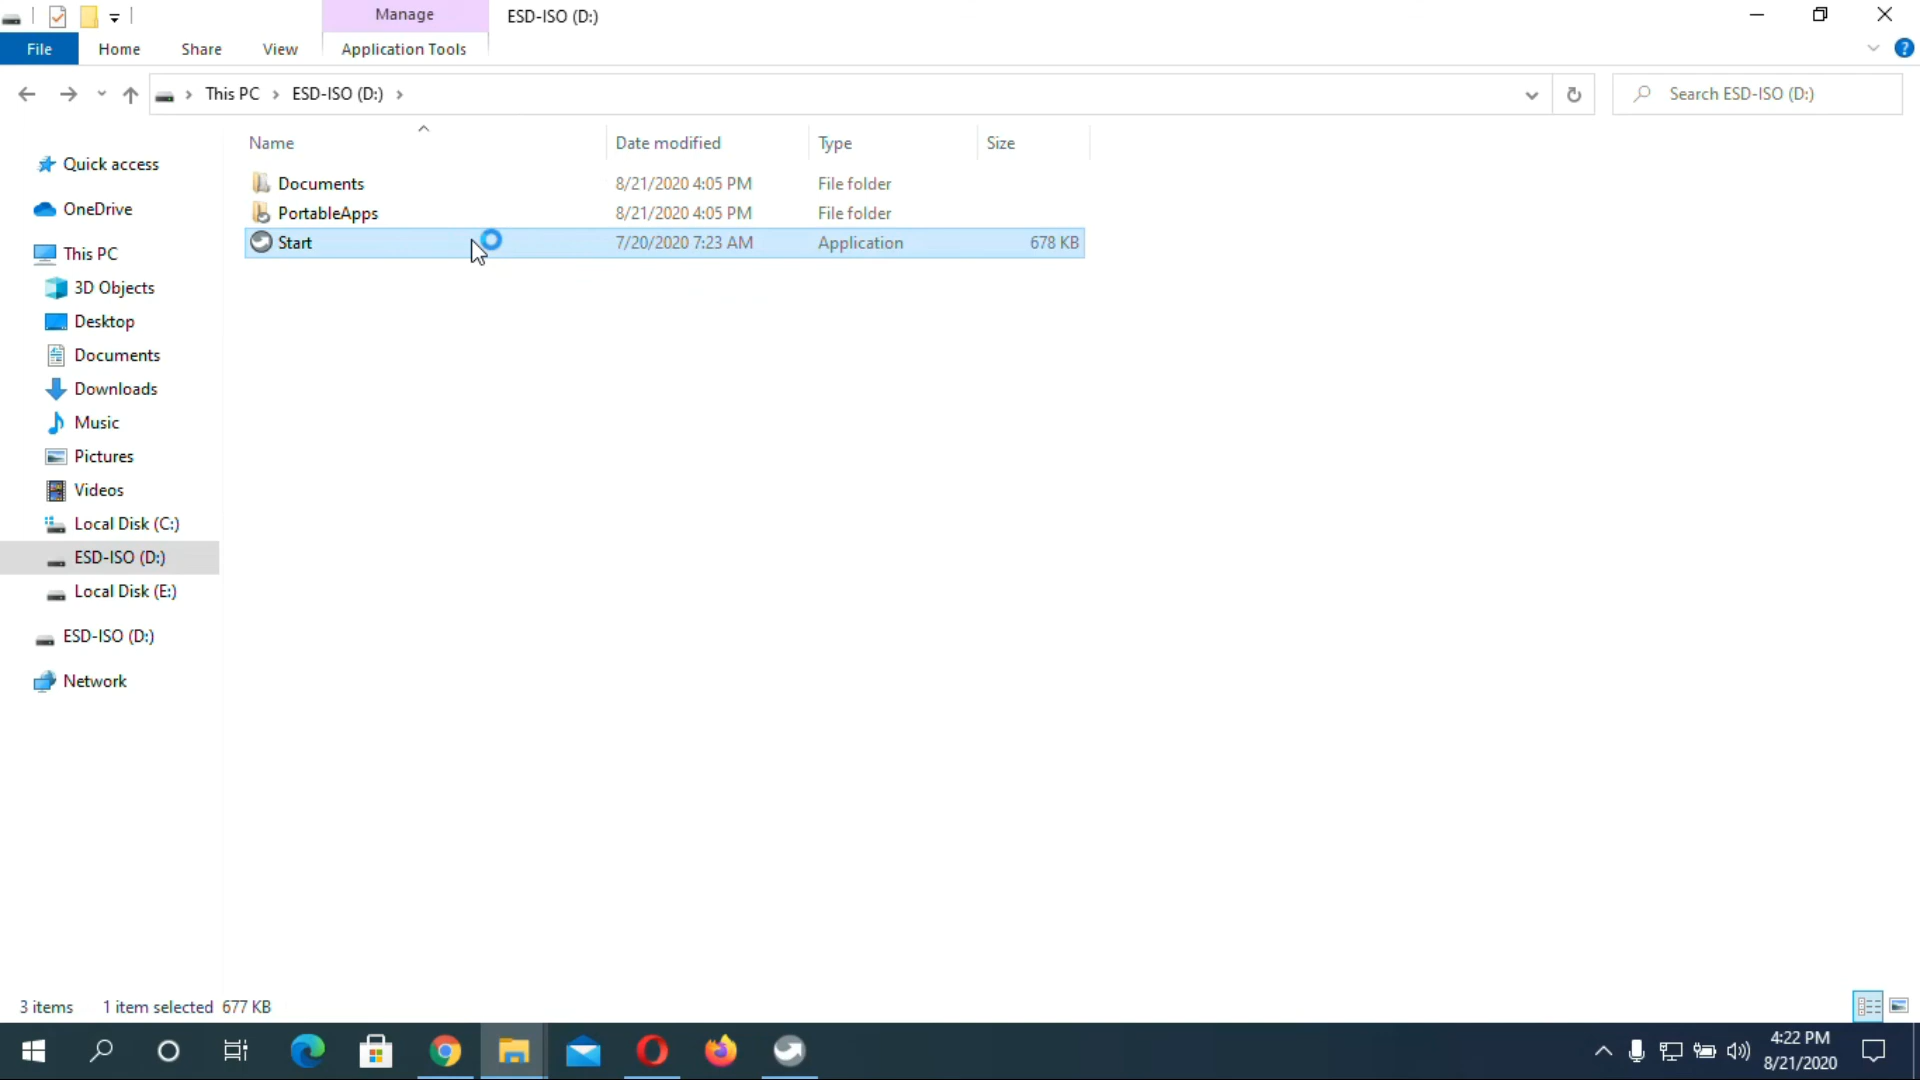 Manage
ESD-ISO (D:)
File
Home
Share
View
Application Tools
This PC
ESD-ISO (D:)
Search ESD-ISO (D:)
Name
Date modified
Type
Size
Documents
8/21/2020 4:05 PM
File folder
PortableApps
8/21/2020 4:05 PM
File folder
Start
7/20/2020 7:23 AM
Application
678 KB
Quick access
OneDrive
This PC
3D Objects
Desktop
Documents
Downloads
Music
Pictures
Videos
Local Disk (C:)
ESD-ISO (D:)
Local Disk (E:)
ESD-ISO (D:)
Network
3 items
1 item selected 677 KB
4:22 PM
8/21/2020